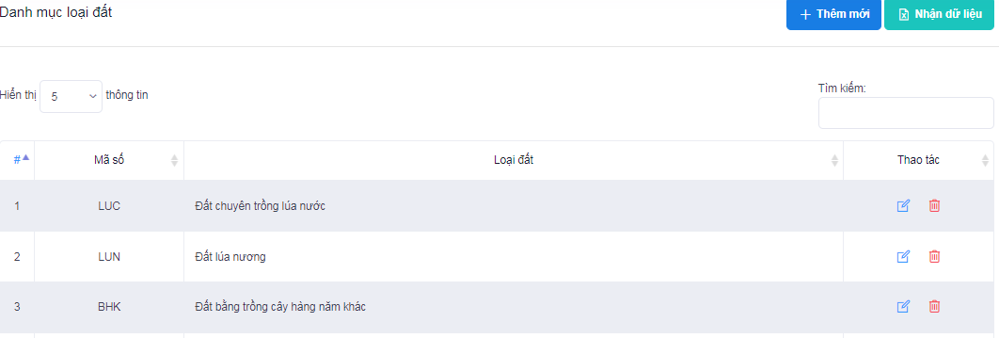 Danh mục loại đất
Thêm mới
Nhận dữ liệu
Hiển thị 5 thông tin
Tìm kiếm:
# Mã số Loại đất Thao tác
1 LUC Đất chuyên trồng lúa nước
2 LUN Đất lúa nương
3 BHK Đất bằng trồng cây hàng năm khác